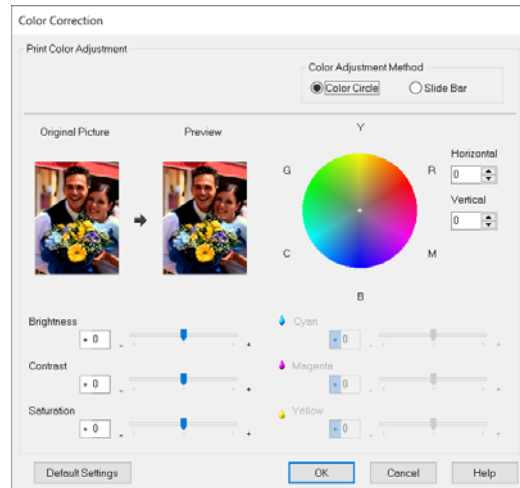 Color Correction
Print Color Adjustment
Color Adjustment Method
Color Circle
Slide Bar
Original Picture
Preview
Y
G
R
C
M
B
Horizontal
0
Vertical
0
Brightness
+ 0
- +
Contrast
+ 0
- +
Saturation
+ 0
- +
Cyan
+ 0
- +
Magenta
+ 0
- +
Yellow
+ 0
- +
Default Settings
OK
Cancel
Help